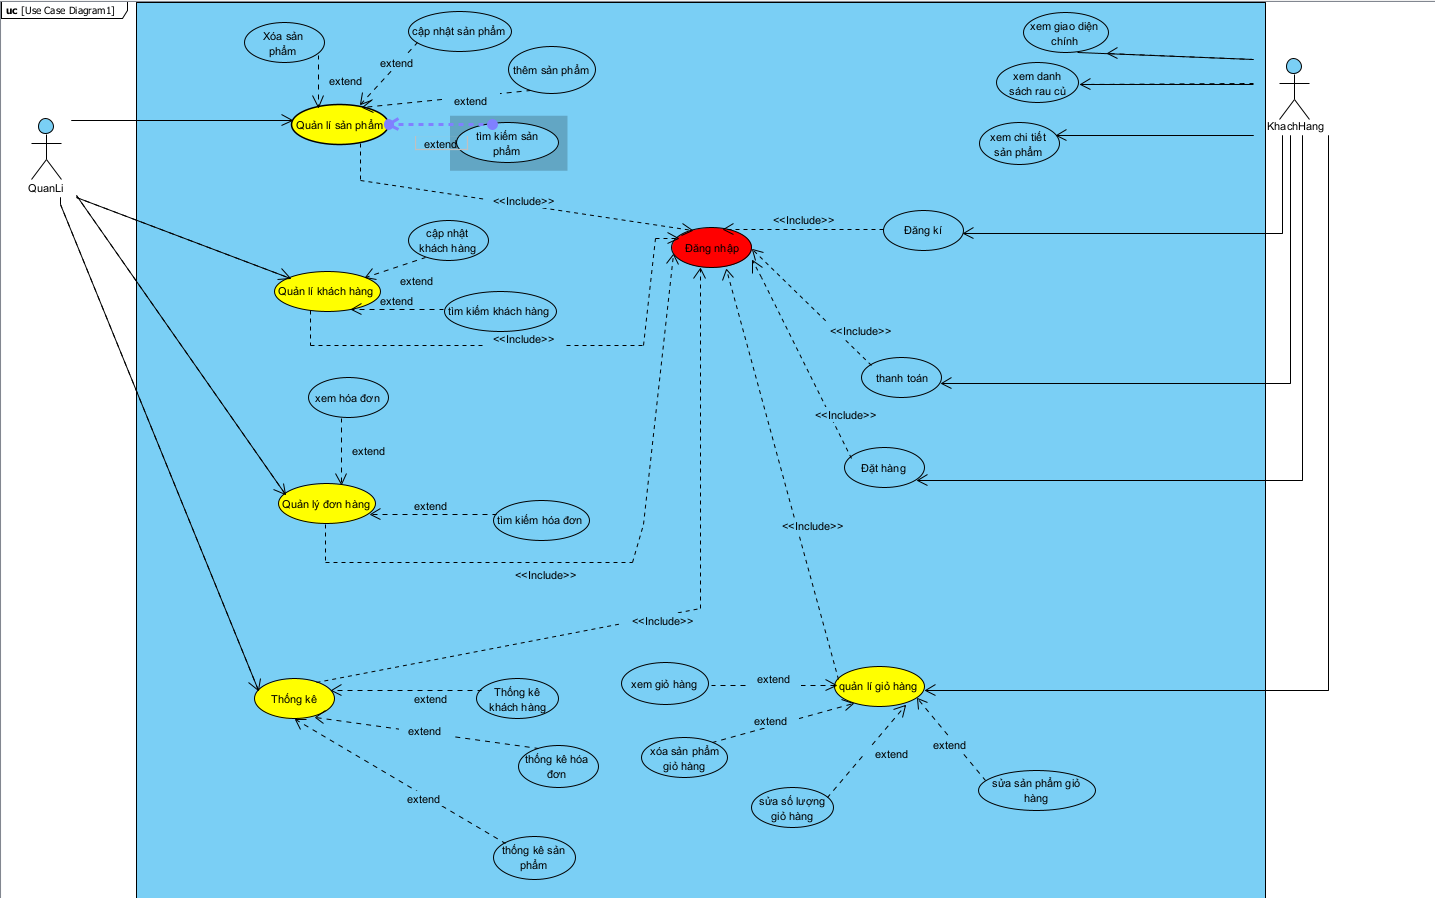 uc [Use Case Diagram1]
Xóa sản
phẩm
cập nhật sản phẩm
thêm sản phẩm
extend
extend
extend
Quản lí sản phẩm
tìm kiếm sản
phẩm
extend
xem giao diện
chính
xem danh
sách rau củ
xem chi tiết
sản phẩm
KhachHang
QuanLi
<<Include>>
<<Include>>
Đăng kí
Đăng nhập
cập nhật
khách hàng
extend
Quản lí khách hàng
extend
tìm kiếm khách hàng
<<Include>>
<<Include>>
thanh toán
xem hóa đơn
<<Include>>
extend
Đặt hàng
Quản lý đơn hàng
extend
tìm kiếm hóa đơn
<<Include>>
<<Include>>
<<Include>>
Thống kê
Thống kê
khách hàng
extend
xem giỏ hàng
extend
quản lí giỏ hàng
extend
extend
thống kê hóa
đơn
xóa sản phẩm
giỏ hàng
extend
extend
extend
sửa số lượng
giỏ hàng
sửa sản phẩm giỏ
hàng
thống kê sản
phẩm